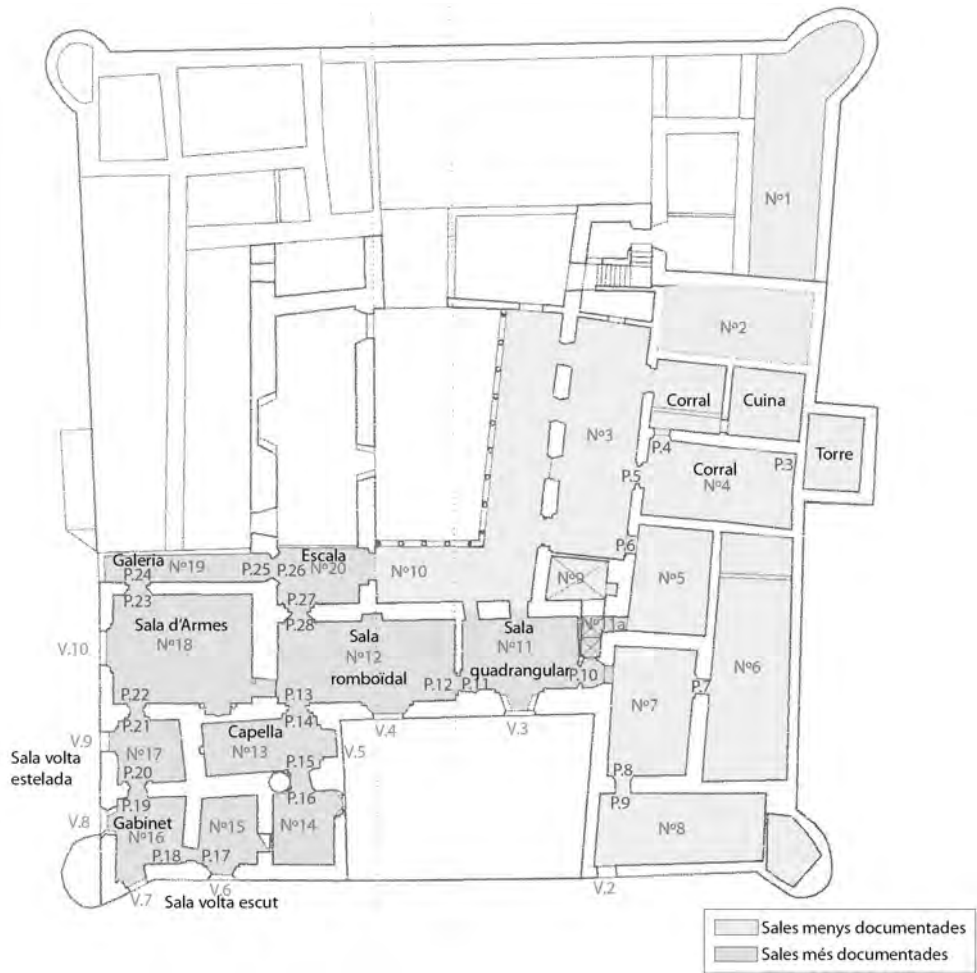 Nº1
Nº2
Corral
Cuina
Nº3
P.4
P.3
Torre
Corral
Nº4
P.5
P.6
Escala
Galeria
Nº19
P.25
P.26
Nº20
Nº10
Nº9
Nº5
P.24
P.23
P.27
P.28
Nº11a
Sala d'Armes
Nº18
Sala
Nº12
romboïdal
Sala
Nº11
quadrangular
V.10
Nº6
P.22
P.13
P.12
P.11
P.10
Nº7
P.7
P.21
P.14
V.4
V.3
V.9
Capella
Nº13
V.5
Sala volta
estelada
Nº17
P.15
P.20
P.8
P.19
P.16
P.9
V.8
Gabinet
Nº16
Nº15
Nº14
Nº8
P.18
P.17
V.7
V.6
V.2
Sala volta escut
Sales menys documentades
Sales més documentades